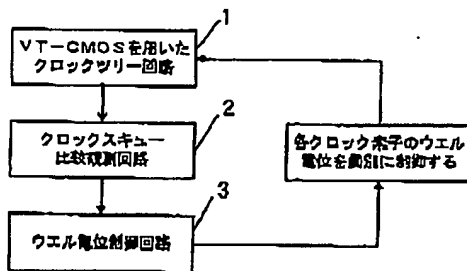 1
VT-CMOSを用いた
クロックツリー回路
2
クロックスキュー
比較観測回路
各クロック素子のウエル
電位を個別に制御する
3
ウエル電位制御回路